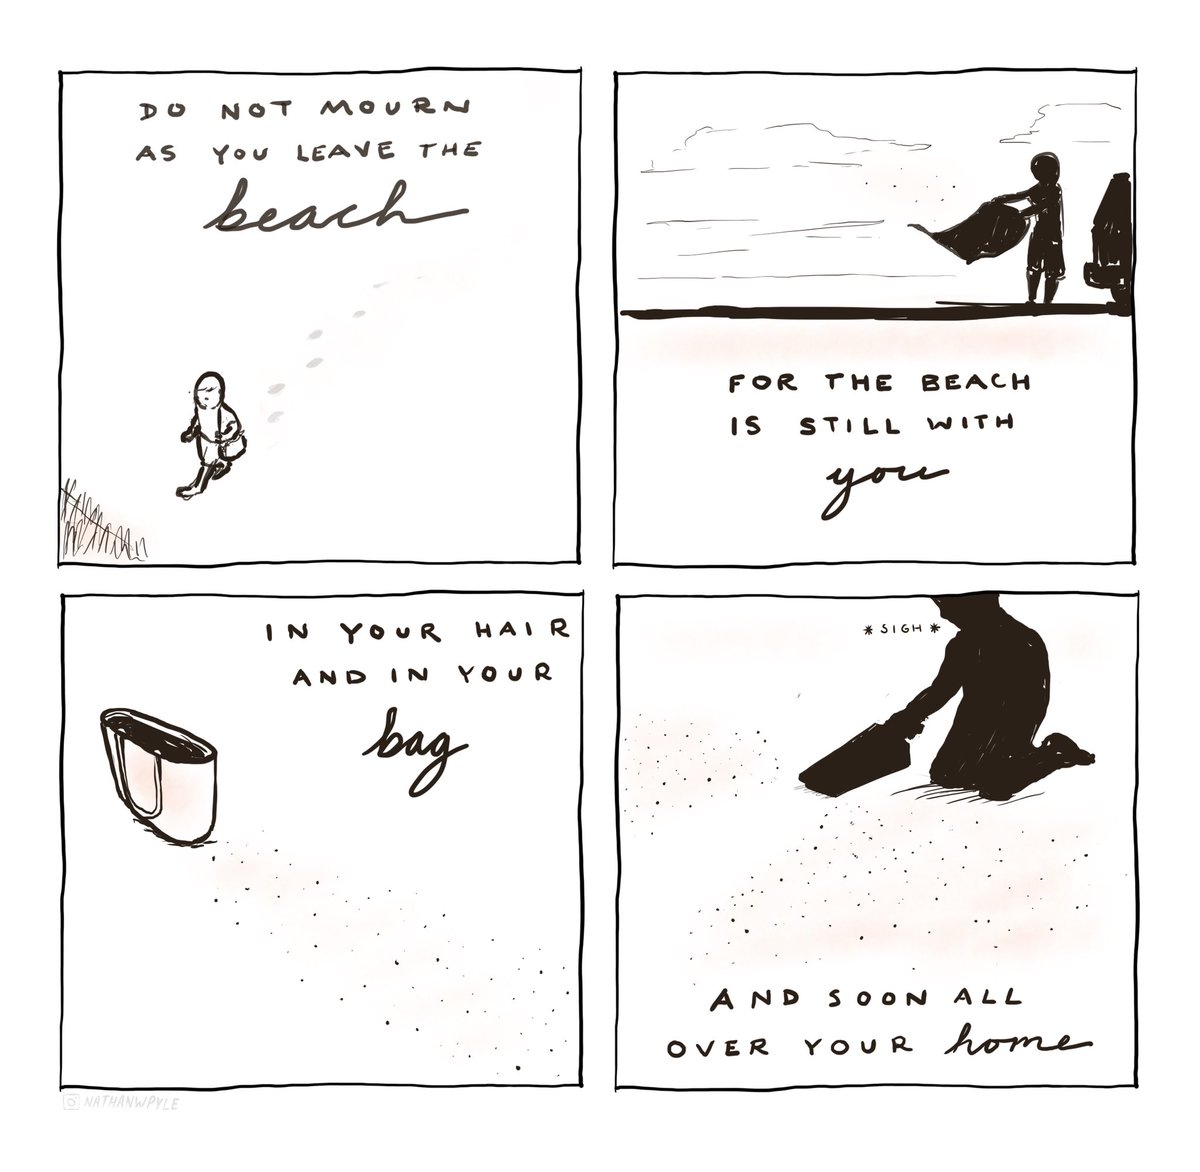 DO NOT MOURN
AS YOU LEAVE THE
beach
FOR THE BEACH
IS STILL WITH
you
IN YOUR HAIR
AND IN YOUR
bag
*SIGH*
AND SOON ALL
OVER YOUR home
NATHANWPYLE